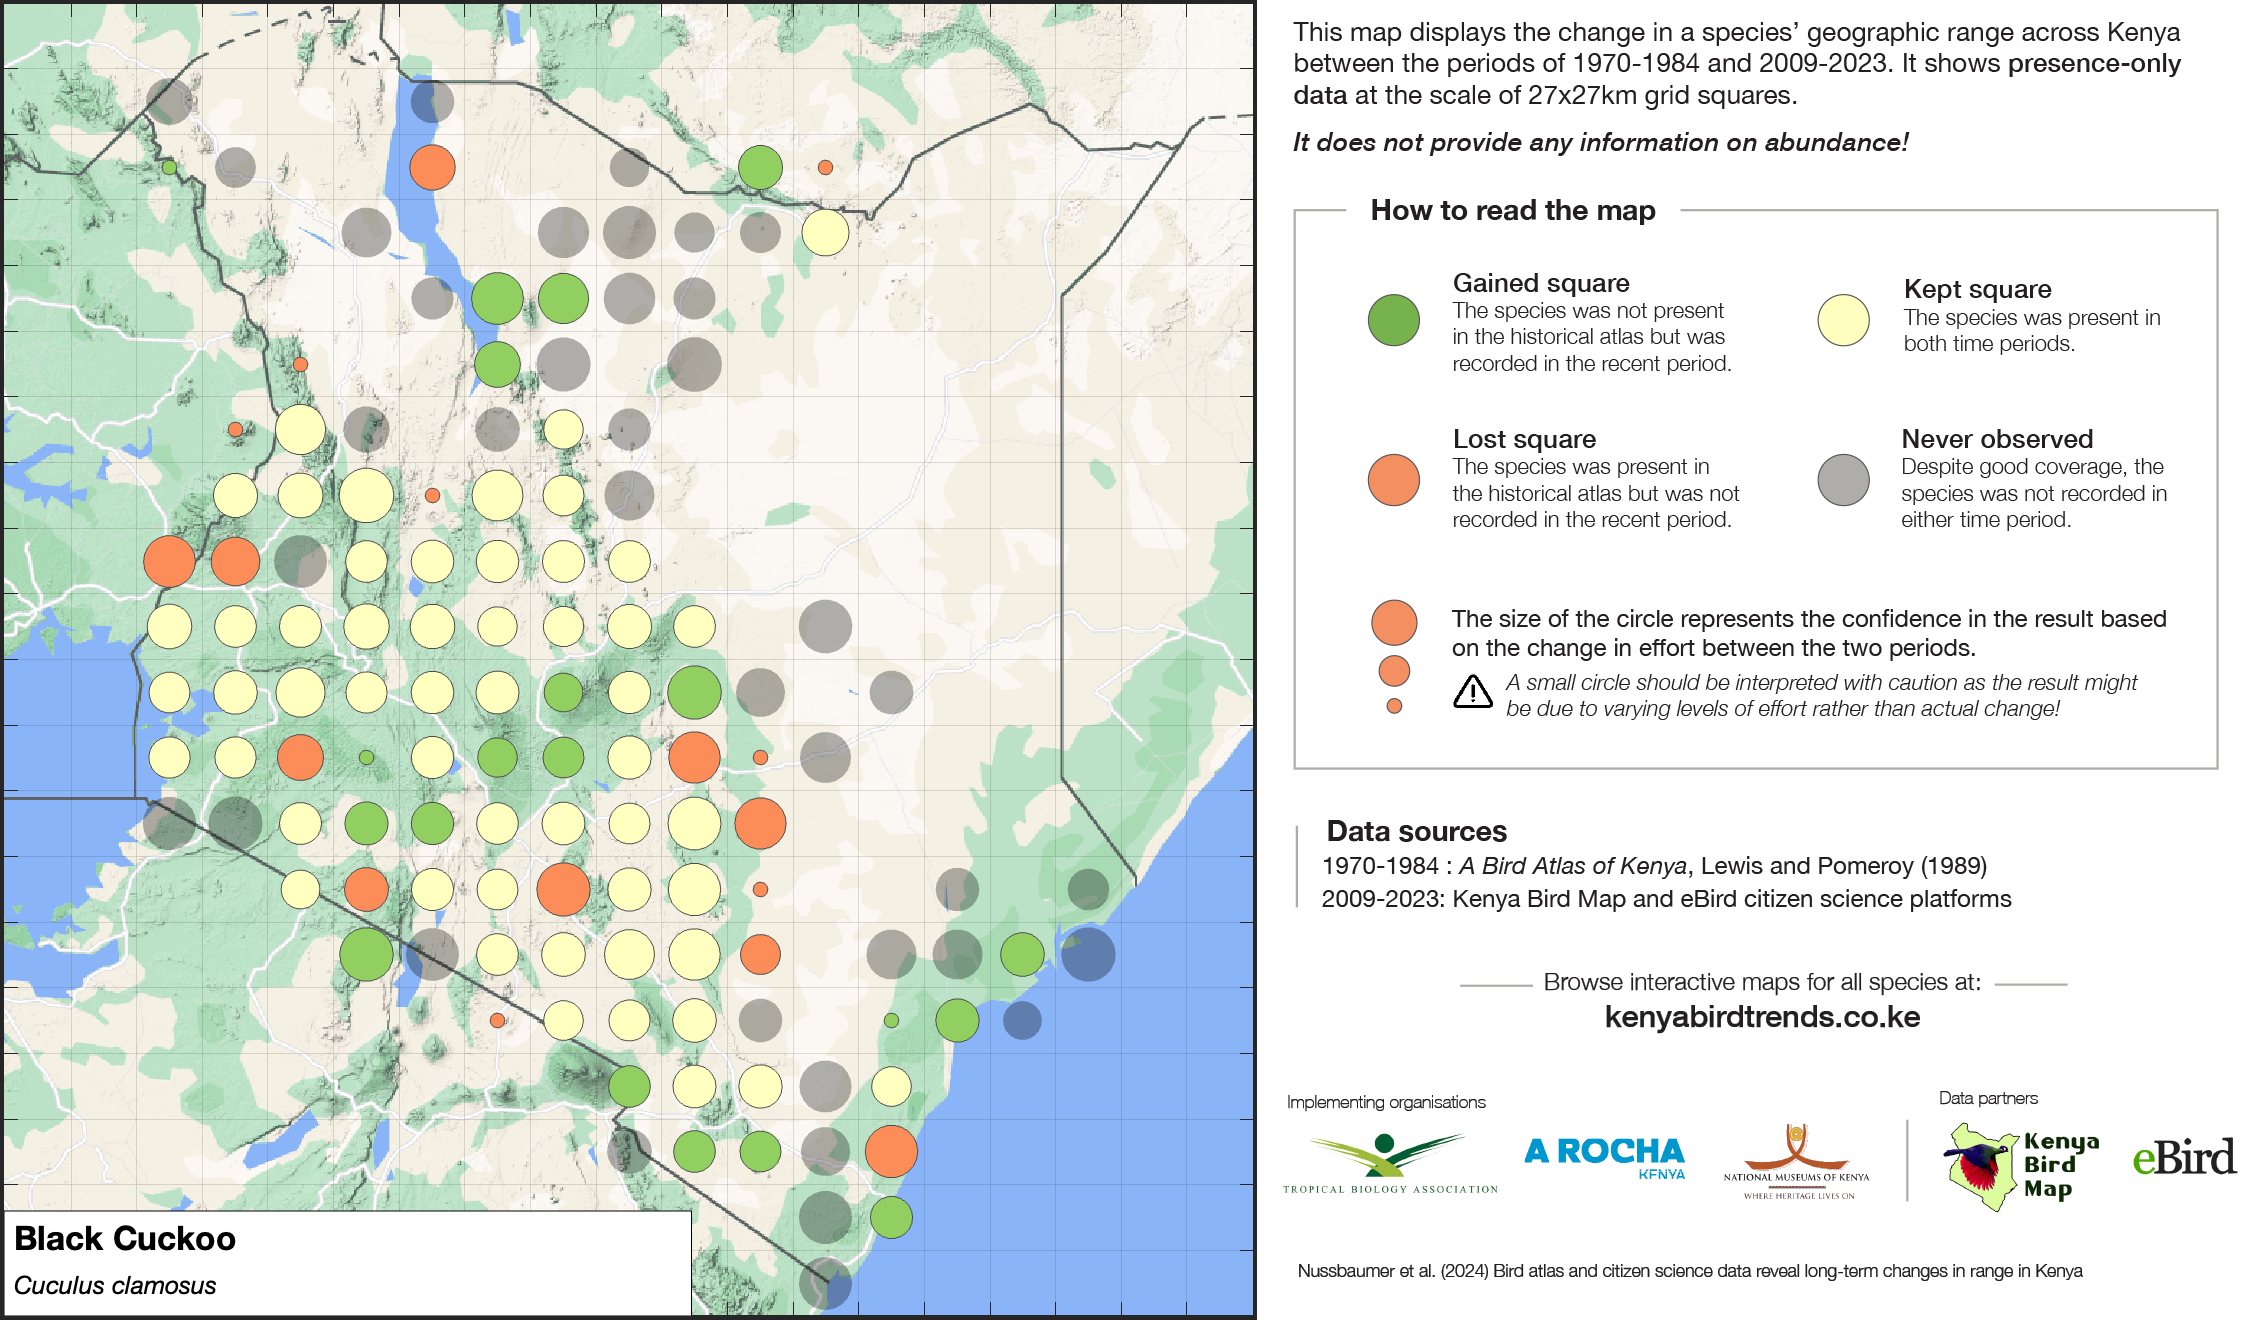 This map displays the change in a species’ geographic range across Kenya
between the periods of 1970-1984 and 2009-2023. It shows presence-only
data at the scale of 27x27km grid squares.
It does not provide any information on abundance!
How to read the map
Gained square
The species was not present
in the historical atlas but was
recorded in the recent period.
Kept square
The species was present in
both time periods.
Lost square
The species was present in
the historical atlas but was not
recorded in the recent period.
Never observed
Despite good coverage, the
species was not recorded in
either time period.
The size of the circle represents the confidence in the result based
on the change in effort between the two periods.
A small circle should be interpreted with caution as the result might
be due to varying levels of effort rather than actual change!
Data sources
1970-1984 : A Bird Atlas of Kenya, Lewis and Pomeroy (1989)
2009-2023: Kenya Bird Map and eBird citizen science platforms
Browse interactive maps for all species at:
kenyabirdtrends.co.ke
Implementing organisations
Data partners
TROPICAL BIOLOGY ASSOCIATION
A ROCHA
KENYA
NATIONAL MUSEUMS OF KENYA
WHERE HERITAGE LIVES ON
Kenya
Bird
Map
eBird
Nussbaumer et al. (2024) Bird atlas and citizen science data reveal long-term changes in range in Kenya
Black Cuckoo
Cuculus clamosus